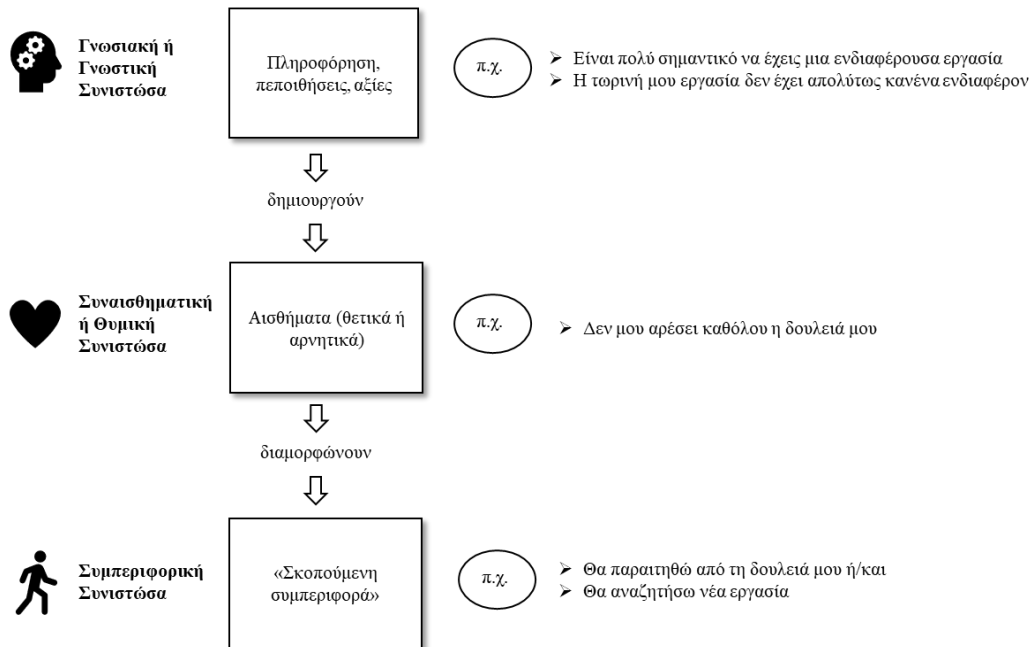 Γνωσιακή ή
Γνωστική
Συνιστώσα
Πληροφόρηση,
πεποιθήσεις, αξίες
π.χ.
Είναι πολύ σημαντικό να έχεις μια ενδιαφέρουσα εργασία
Η τωρινή μου εργασία δεν έχει απολύτως κανένα ενδιαφέρον
δημιουργούν
Συναισθηματική
ή Θυμική
Συνιστώσα
Αισθήματα (θετικά ή
αρνητικά)
π.χ.
Δεν μου αρέσει καθόλου η δουλειά μου
διαμορφώνουν
Συμπεριφορική
Συνιστώσα
«Σκοπούμενη
συμπεριφορά»
π.χ.
Θα παραιτηθώ από τη δουλειά μου ή/και
Θα αναζητήσω νέα εργασία